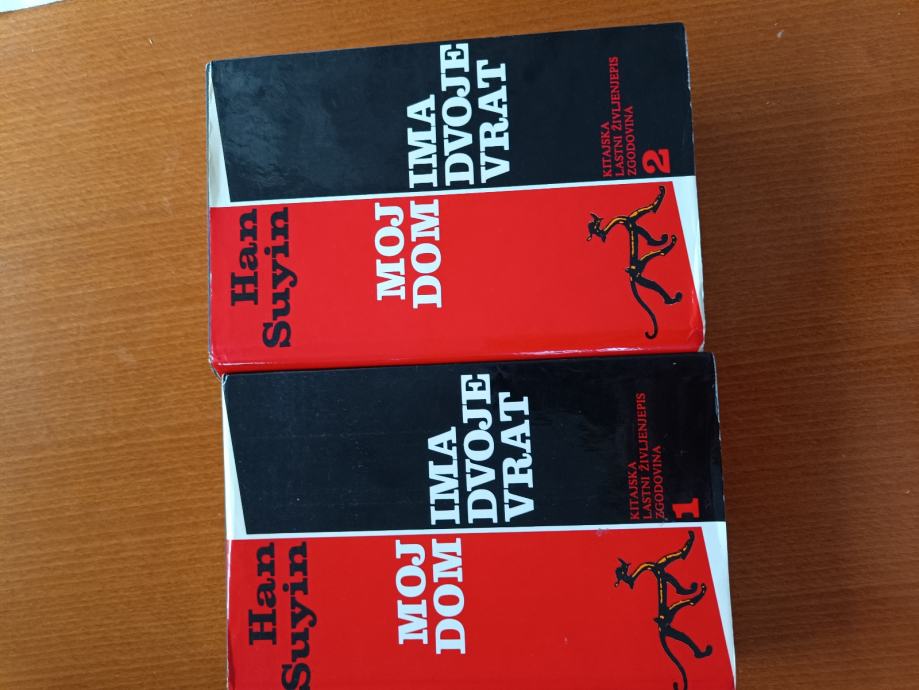 Han
Suyin
MOJ
DOM
IMA
DVOJE
VRAT
KITAJSKA
LASTNI ŽIVLJENJEPIS
ZGODOVINA
2
Han
Suyin
MOJ
DOM
IMA
DVOJE
VRAT
KITAJSKA
LASTNI ŽIVLJENJEPIS
ZGODOVINA
1